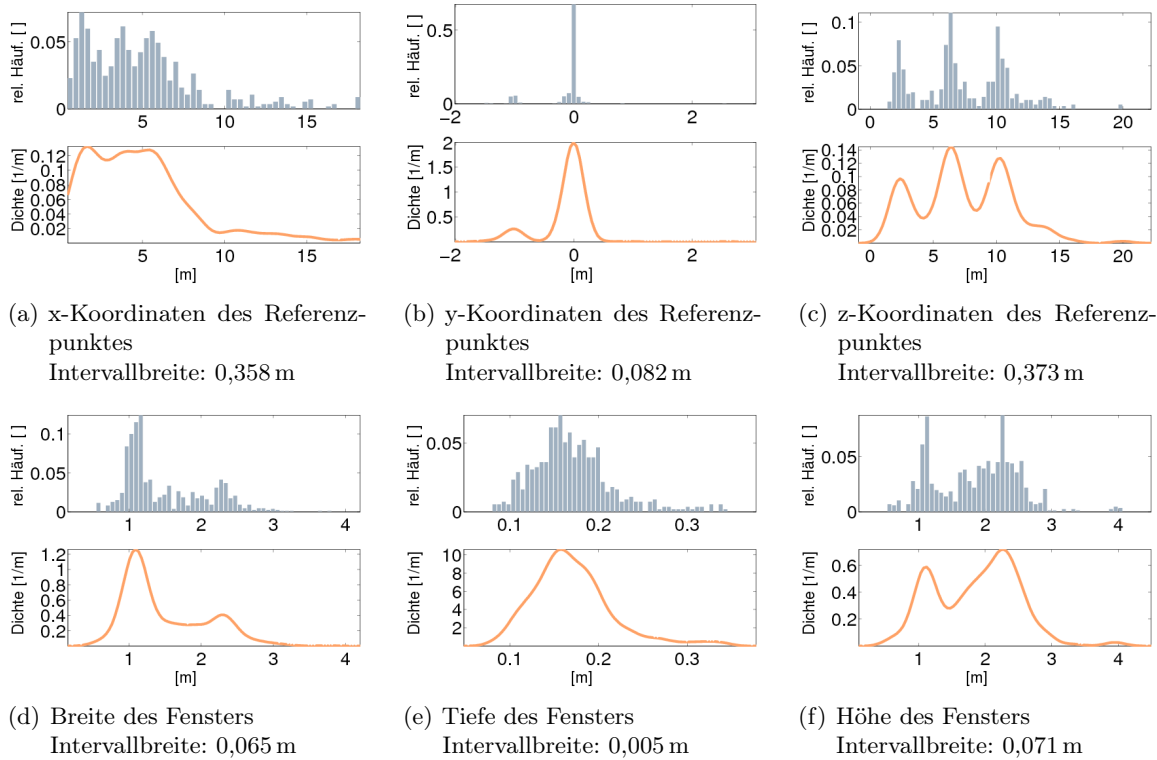 rel. Häuf. [ ]
0.05
0
5
10
15
Dichte [1/m]
0.12
0.10
0.08
0.06
0.04
0.02
5
10
15
[m]
(a) x-Koordinaten des Referenz-
punktes
Intervallbreite: 0,358 m
rel. Häuf. [ ]
0.5
0
−2
0
2
Dichte [1/m]
2
1.5
1
0.5
−2
0
2
[m]
(b) y-Koordinaten des Referenz-
punktes
Intervallbreite: 0,082 m
rel. Häuf. [ ]
0.1
0.05
0
0
5
10
15
20
Dichte [1/m]
0.14
0.12
0.10
0.08
0.06
0.04
0.02
0
5
10
15
20
[m]
(c) z-Koordinaten des Referenz-
punktes
Intervallbreite: 0,373 m
rel. Häuf. [ ]
0.1
0.05
0
1
2
3
4
Dichte [1/m]
1.2
1.0
0.8
0.6
0.4
0.2
1
2
3
4
[m]
(d) Breite des Fensters
Intervallbreite: 0,065 m
rel. Häuf. [ ]
0.05
0
0.1
0.2
0.3
Dichte [1/m]
10
8
6
4
2
0.1
0.2
0.3
[m]
(e) Tiefe des Fensters
Intervallbreite: 0,005 m
rel. Häuf. [ ]
0.05
0
1
2
3
4
Dichte [1/m]
0.6
0.4
0.2
1
2
3
4
[m]
(f) Höhe des Fensters
Intervallbreite: 0,071 m